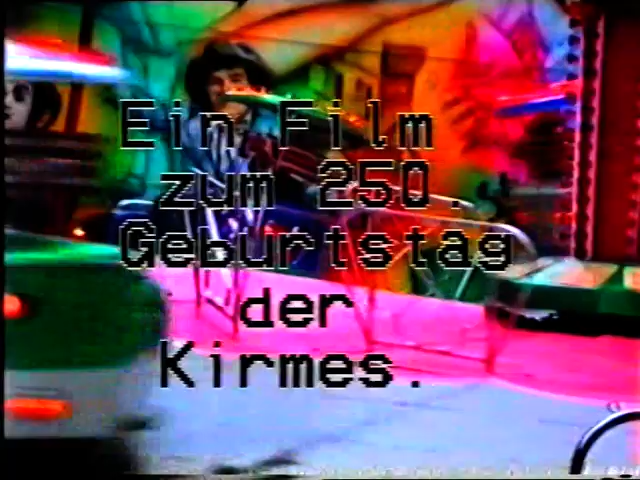 Ein Film
zum 250.
Geburtstag
der
Kirmes.